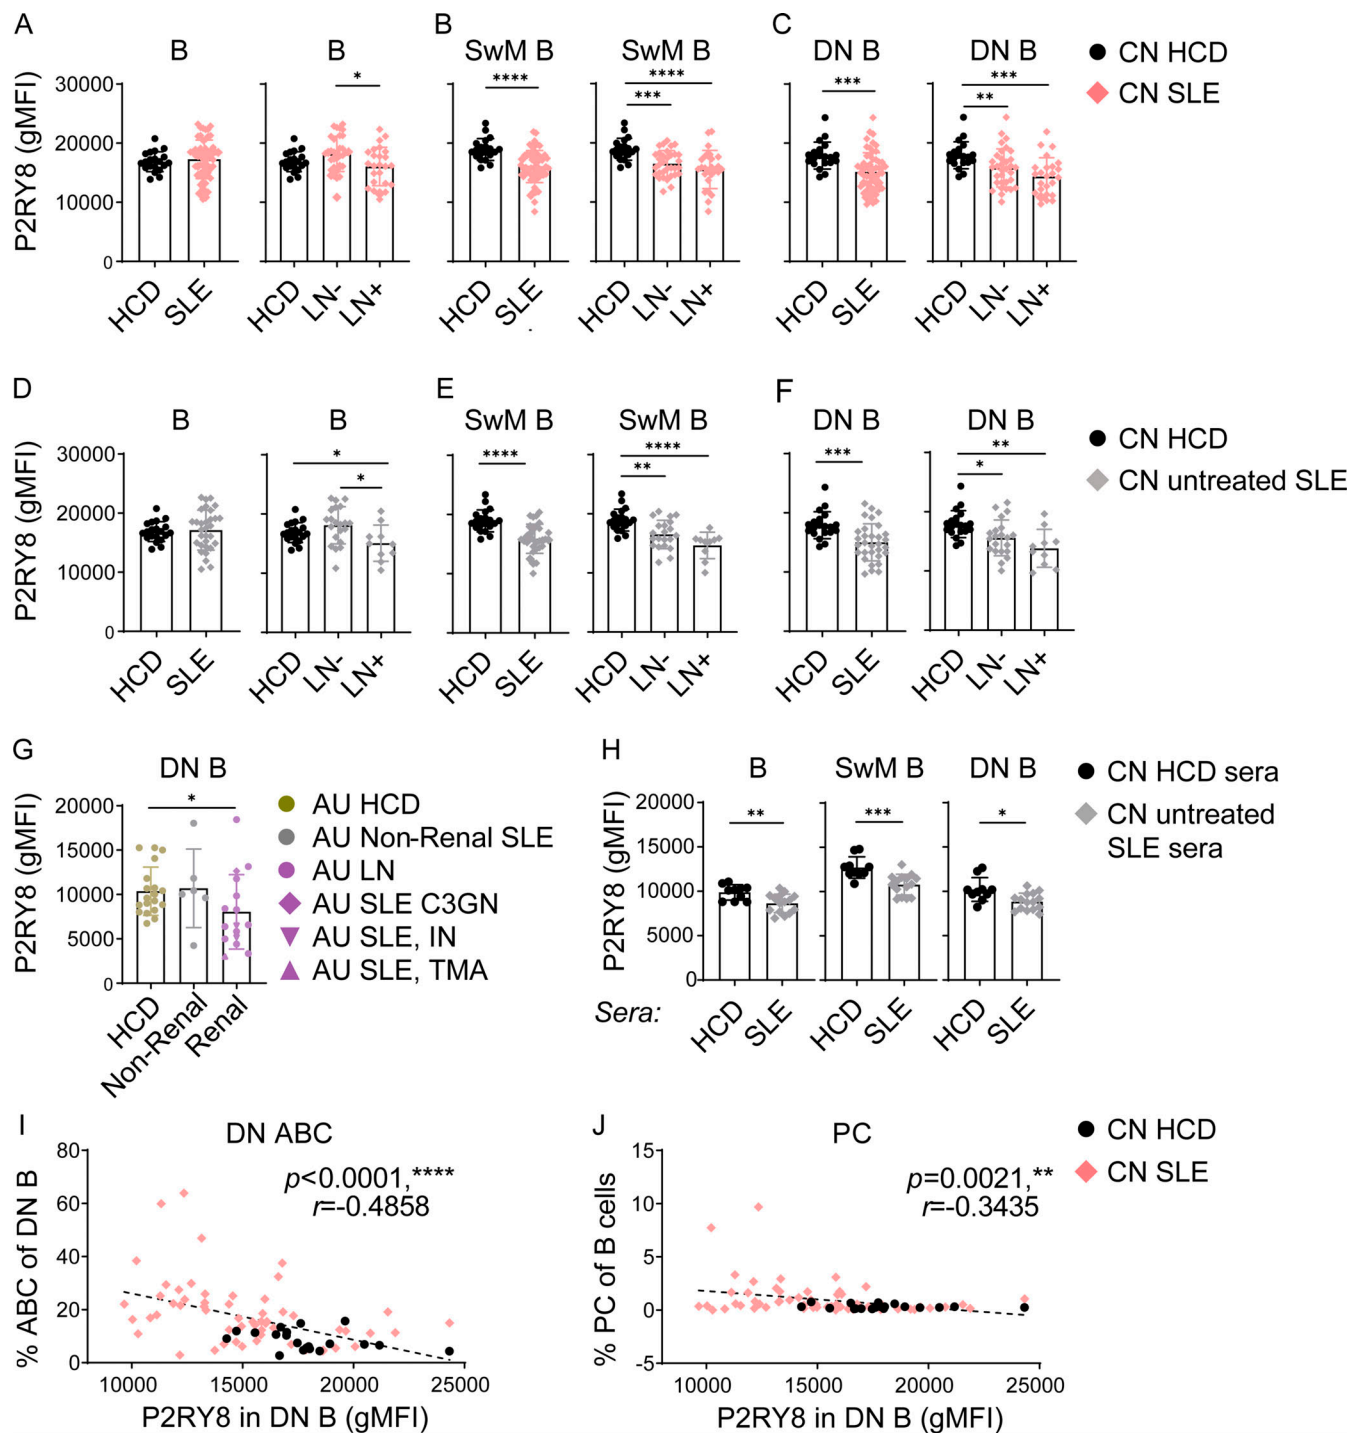 A
B
B
B
SwM B
SwM B
C
DN B
DN B
CN HCD
CN SLE
P2RY8 (gMFI)
30000
20000
10000
0
*
****
***
****
***
**
***
HCD
SLE
HCD
LN-
LN+
HCD
SLE
HCD
LN-
LN+
HCD
SLE
HCD
LN-
LN+
D
B
B
E
SwM B
SwM B
F
DN B
DN B
CN HCD
CN untreated SLE
P2RY8 (gMFI)
30000
20000
10000
0
*
*
****
**
****
***
*
**
HCD
SLE
HCD
LN-
LN+
HCD
SLE
HCD
LN-
LN+
HCD
SLE
HCD
LN-
LN+
G
DN B
P2RY8 (gMFI)
20000
15000
10000
5000
0
*
HCD
Non-Renal
Renal
AU HCD
AU Non-Renal SLE
AU LN
AU SLE C3GN
AU SLE, IN
AU SLE, TMA
H
B
SwM B
DN B
CN HCD sera
CN untreated
SLE sera
P2RY8 (gMFI)
20000
15000
10000
5000
0
**
***
*
Sera:
HCD
SLE
HCD
SLE
HCD
SLE
I
DN ABC
p<0.0001,****
r=-0.4858
% ABC of DN B
80
60
40
20
0
10000
15000
20000
25000
P2RY8 in DN B (gMFI)
J
PC
p=0.0021,**
r=-0.3435
% PC of B cells
15
10
5
0
-5
10000
15000
20000
25000
P2RY8 in DN B (gMFI)
CN HCD
CN SLE